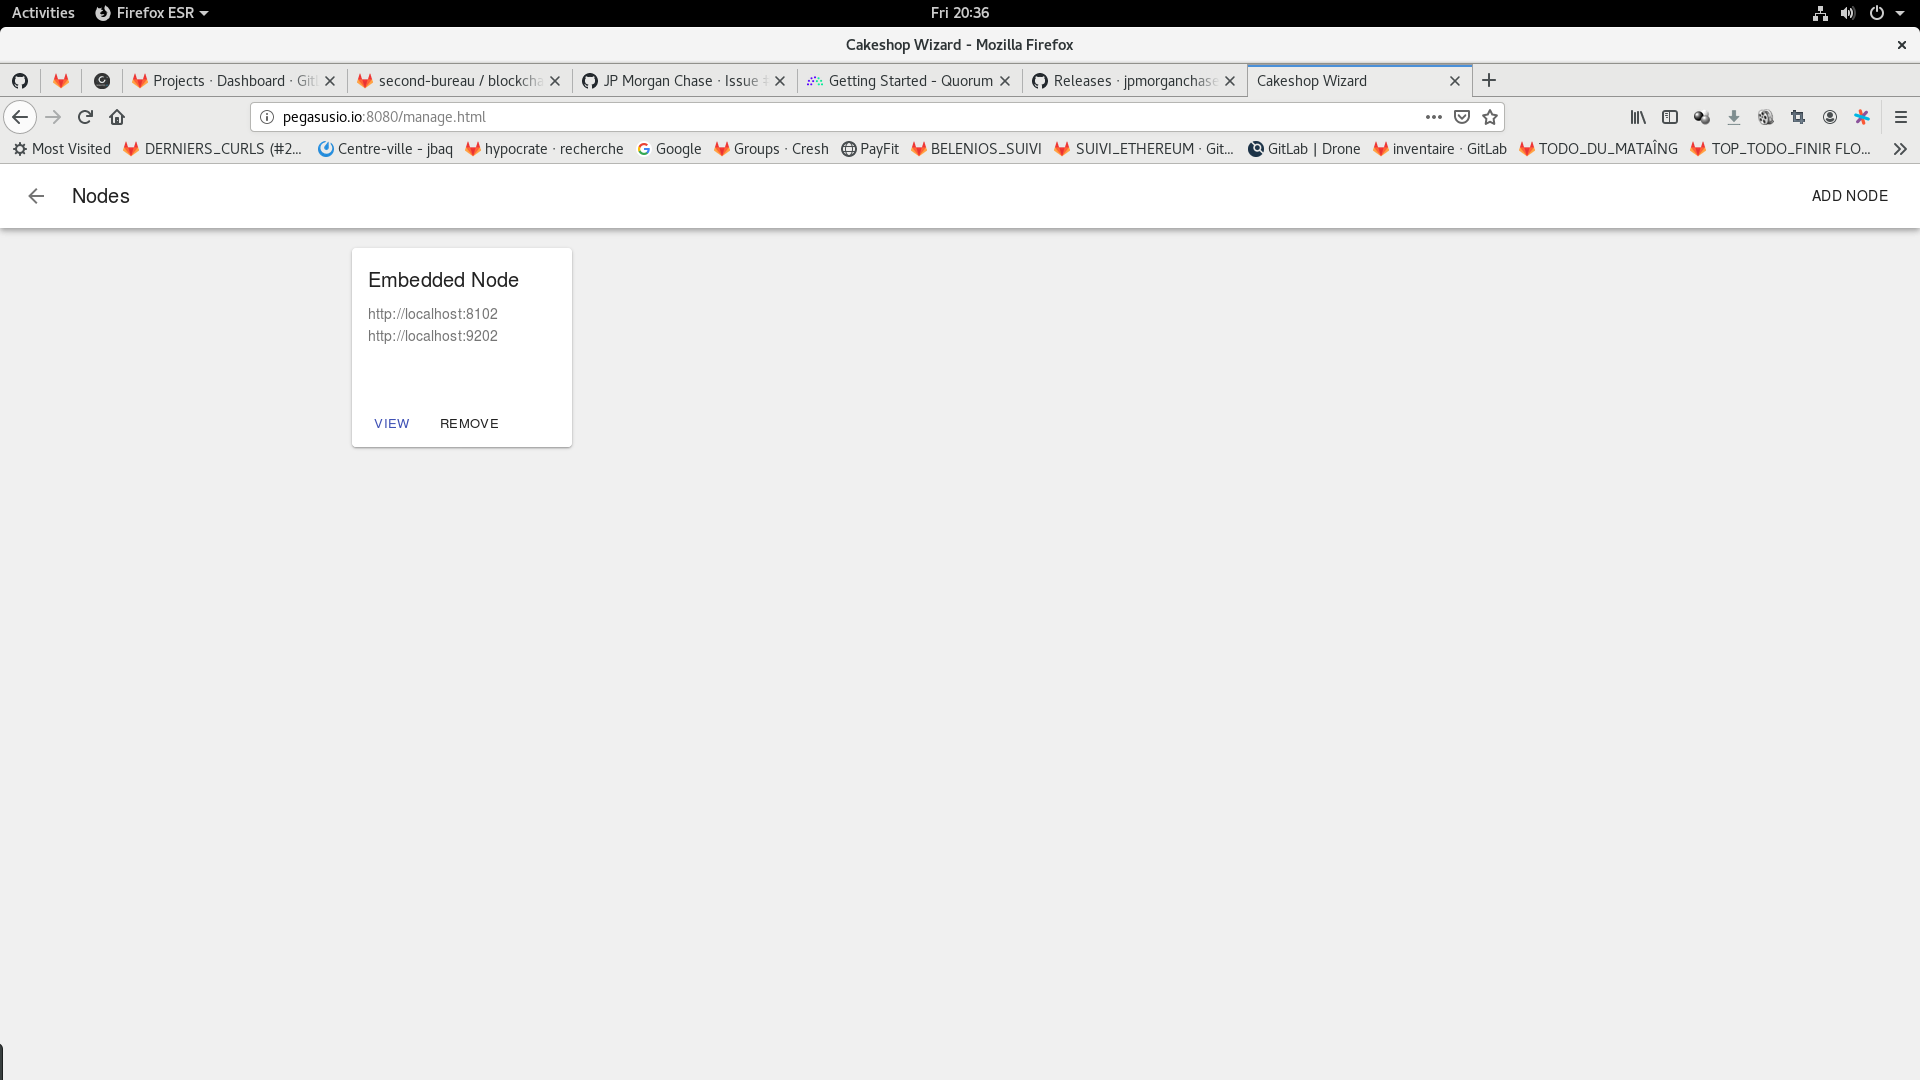 Activities Firefox ESR Fri 20:36
Cakeshop Wizard - Mozilla Firefox
Projects · Dashboard · Git second-bureau / blockcha JP Morgan Chase · Issue Getting Started - Quorum Releases · jpmorganchase Cakeshop Wizard
pegasusio.io:8080/manage.html
Most Visited DERNIERS_CURLS (#2... Centre-ville - jbaq hypocrate · recherche Google Groups · Cresh PayFit BELENIOS_SUIVI SUIVI_ETHEREUM · Git... GitLab | Drone inventaire · GitLab TODO_DU_MATAÎNG TOP_TODO_FINIR FLO...
Nodes ADD NODE
Embedded Node
http://localhost:8102
http://localhost:9202
VIEW REMOVE